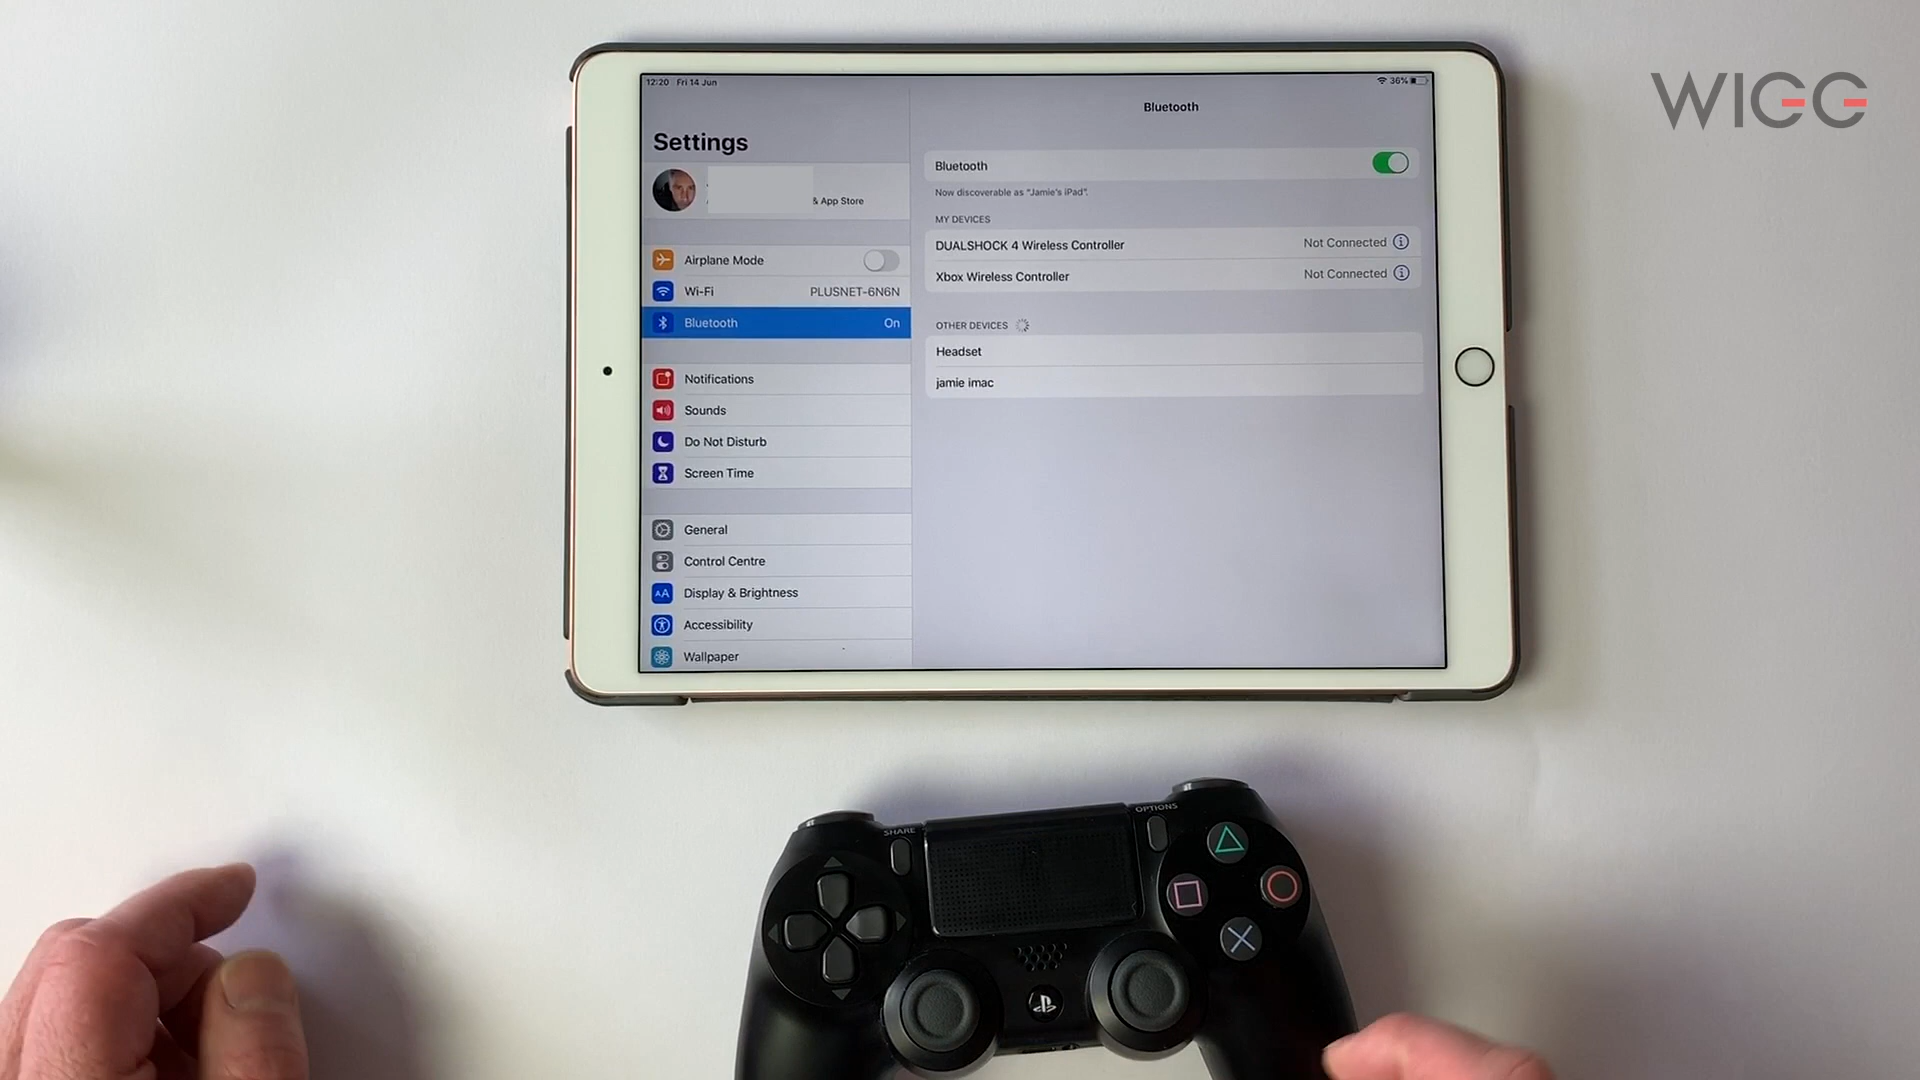 WIGG
12:20 Fri 14 Jun
36%
Settings
& App Store
Airplane Mode
Wi-Fi PLUSNET-6N6N
Bluetooth On
Notifications
Sounds
Do Not Disturb
Screen Time
General
Control Centre
AA Display & Brightness
Accessibility
Wallpaper
Bluetooth
Bluetooth
Now discoverable as "Jamie's iPad".
MY DEVICES
DUALSHOCK 4 Wireless Controller Not Connected i
Xbox Wireless Controller Not Connected i
OTHER DEVICES
Headset
jamie imac
SHARE
OPTIONS